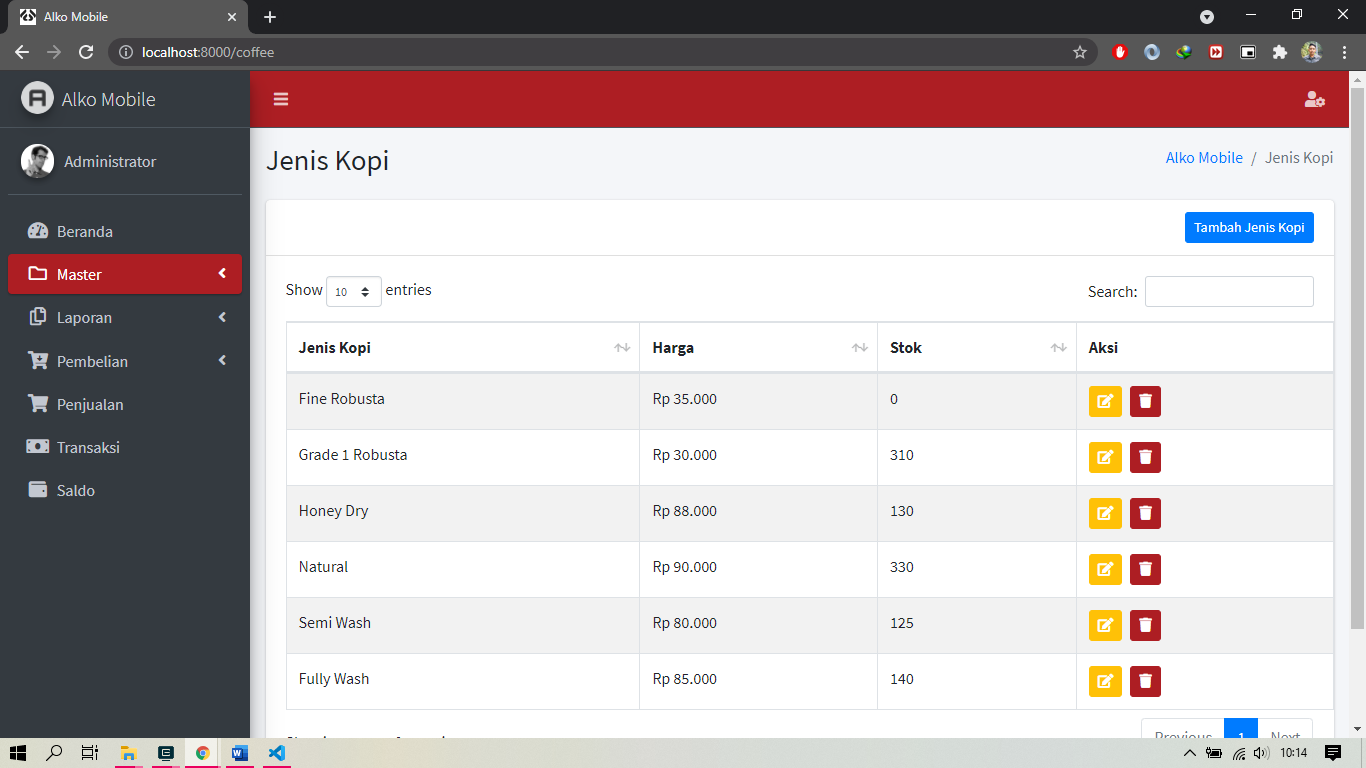 Alko Mobile
localhost:8000/coffee
Alko Mobile
Administrator
Beranda
Master
Laporan
Pembelian
Penjualan
Transaksi
Saldo
Jenis Kopi
Alko Mobile / Jenis Kopi
Tambah Jenis Kopi
Show 10 entries
Search:
Jenis Kopi Harga Stok Aksi
Fine Robusta Rp 35.000 0
Grade 1 Robusta Rp 30.000 310
Honey Dry Rp 88.000 130
Natural Rp 90.000 330
Semi Wash Rp 80.000 125
Fully Wash Rp 85.000 140
Previous 1 Next
10:14